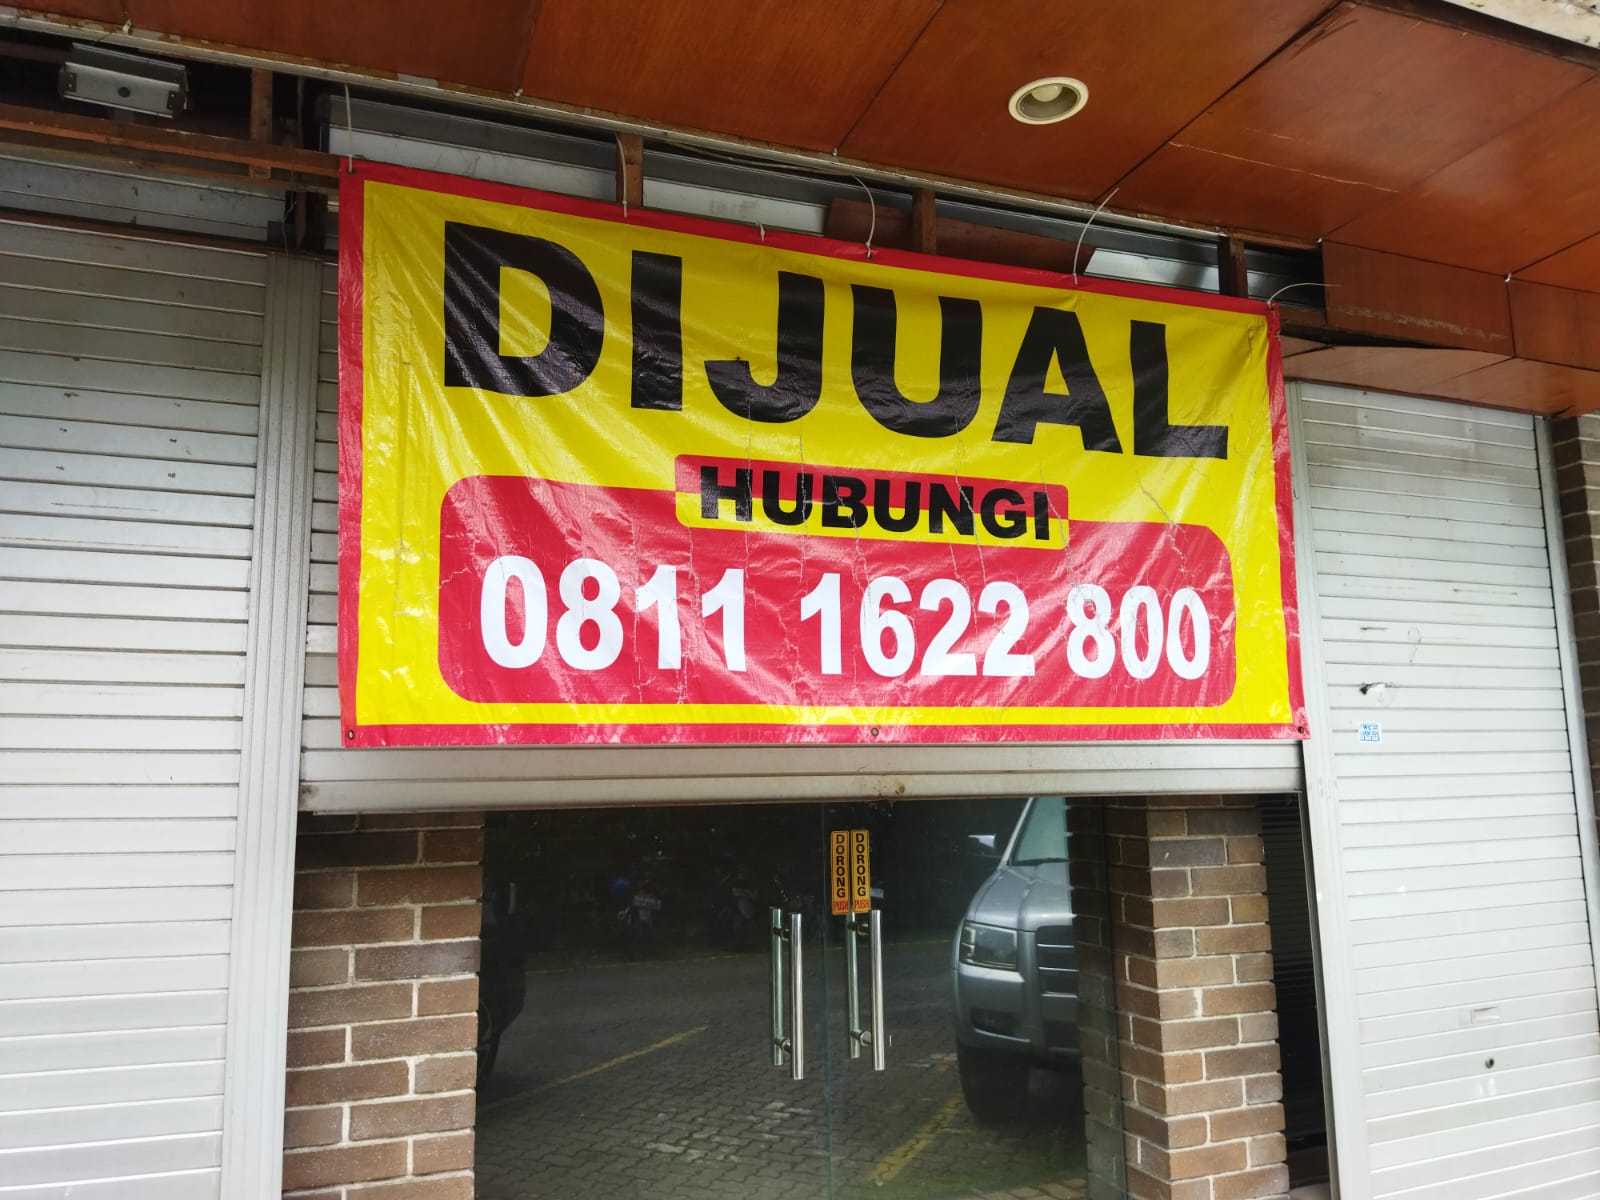 DIJUAL
HUBUNGI
0811 1622 800
DORONG
PUSH
DORONG
PUSH